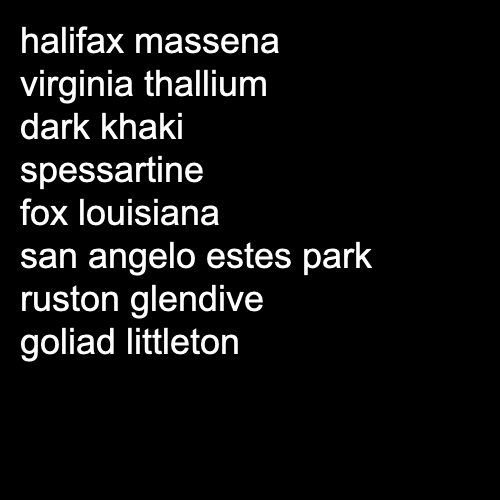 halifax massena
virginia thallium
dark khaki
spessartine
fox louisiana
san angelo estes park
ruston glendive
goliad littleton